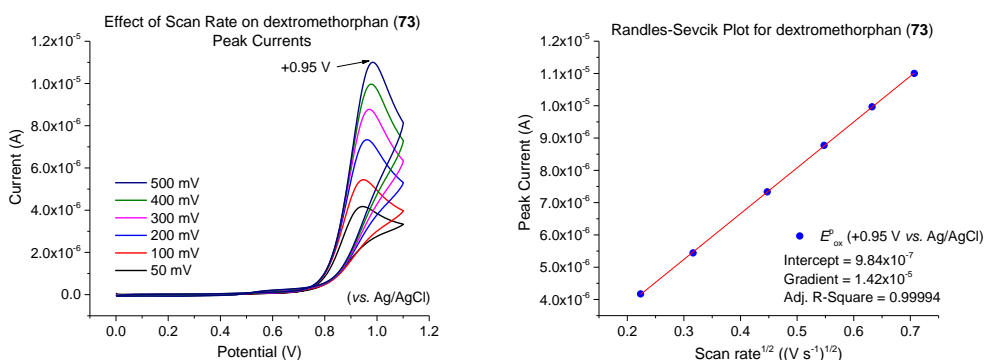 Effect of Scan Rate on dextromethorphan (73)
Peak Currents
+0.95 V
1.2x10⁻⁵
1.0x10⁻⁵
8.0x10⁻⁶
6.0x10⁻⁶
4.0x10⁻⁶
2.0x10⁻⁶
0.0
Current (A)
500 mV
400 mV
300 mV
200 mV
100 mV
50 mV
(vs. Ag/AgCl)
0.0 0.2 0.4 0.6 0.8 1.0 1.2
Potential (V)
Randles-Sevcik Plot for dextromethorphan (73)
1.2x10⁻⁵
1.1x10⁻⁵
1.0x10⁻⁵
9.0x10⁻⁶
8.0x10⁻⁶
7.0x10⁻⁶
6.0x10⁻⁶
5.0x10⁻⁶
4.0x10⁻⁶
Peak Current (A)
Eᵖₒₓ (+0.95 V vs. Ag/AgCl)
Intercept = 9.84x10⁻⁷
Gradient = 1.42x10⁻⁵
Adj. R-Square = 0.99994
0.2 0.3 0.4 0.5 0.6 0.7
Scan rate¹ᐟ² ((V s⁻¹)¹ᐟ²)